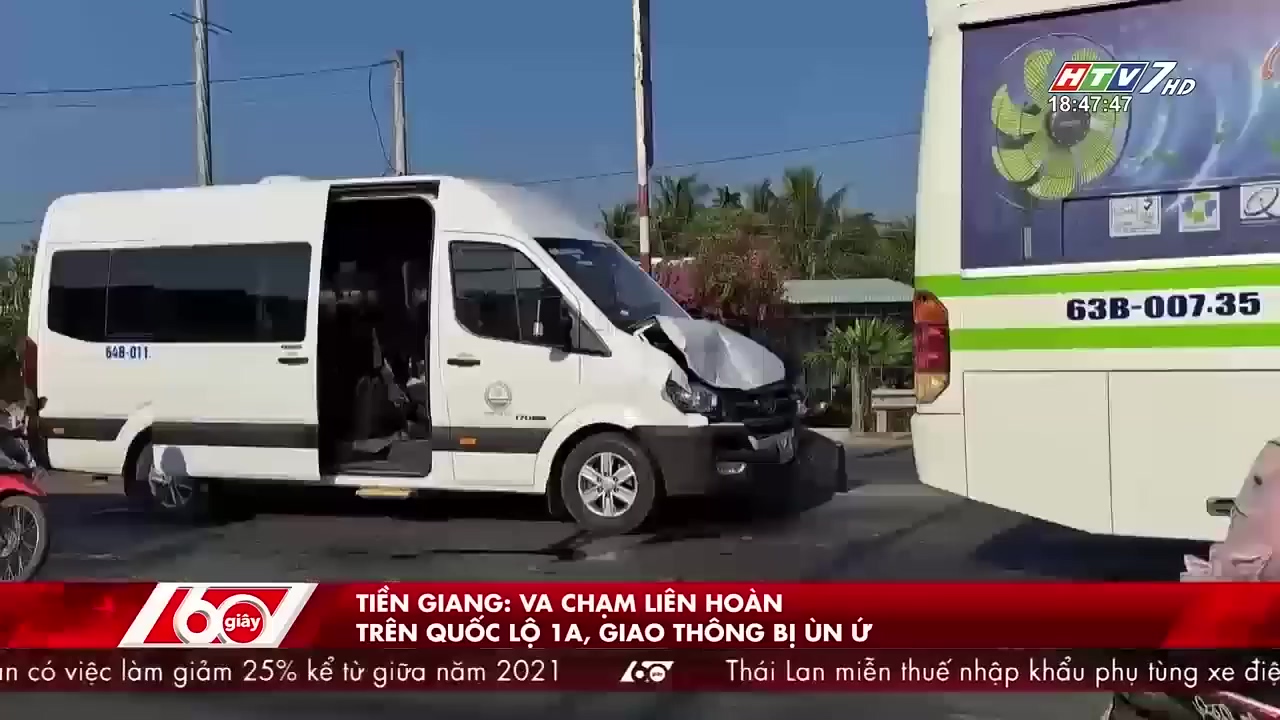 HTV7 HD
18:47:47
63B-007.35
64B-011
60 giây
TIỀN GIANG: VA CHẠM LIÊN HOÀN
TRÊN QUỐC LỘ 1A, GIAO THÔNG BỊ ÙN Ứ
có việc làm giảm 25% kể từ giữa năm 2021 60 giây Thái Lan miễn thuế nhập khẩu phụ tùng xe